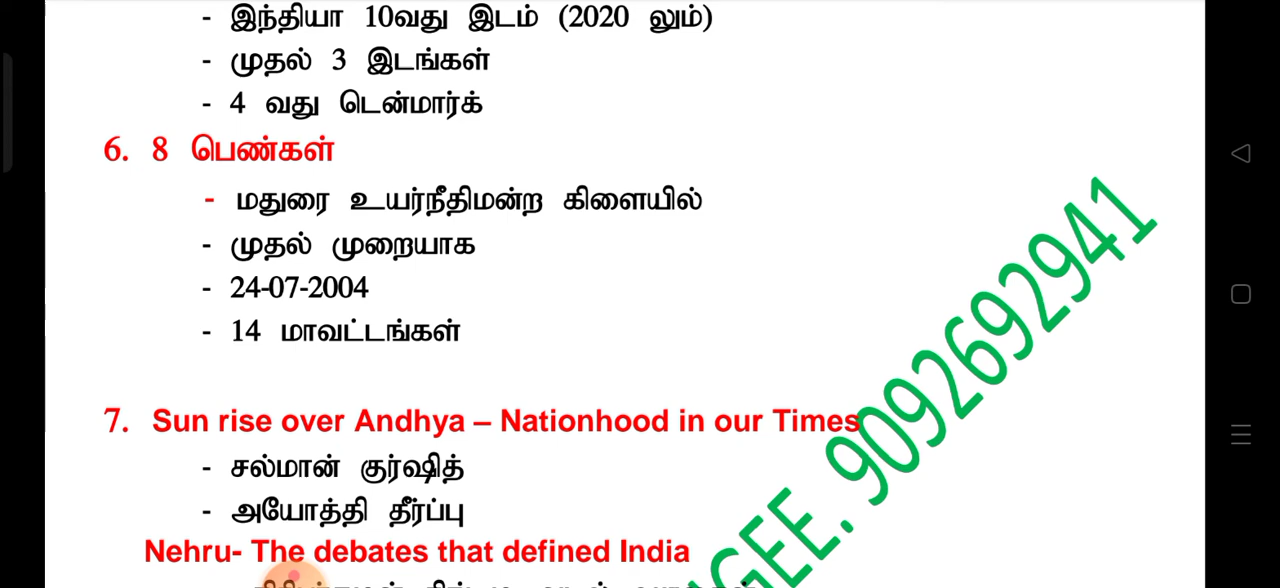 - இந்தியா 10வது இடம் (2020 லும்)
- முதல் 3 இடங்கள்
- 4 வது டென்மார்க்
6. 8 பெண்கள்
- மதுரை உயர்நீதிமன்ற கிளையில்
- முதல் முறையாக
- 24-07-2004
- 14 மாவட்டங்கள்
7. Sun rise over Andhya – Nationhood in our Times
- சல்மான் குர்ஷித்
- அயோத்தி தீர்ப்பு
Nehru- The debates that defined India
GEE. 9092692941